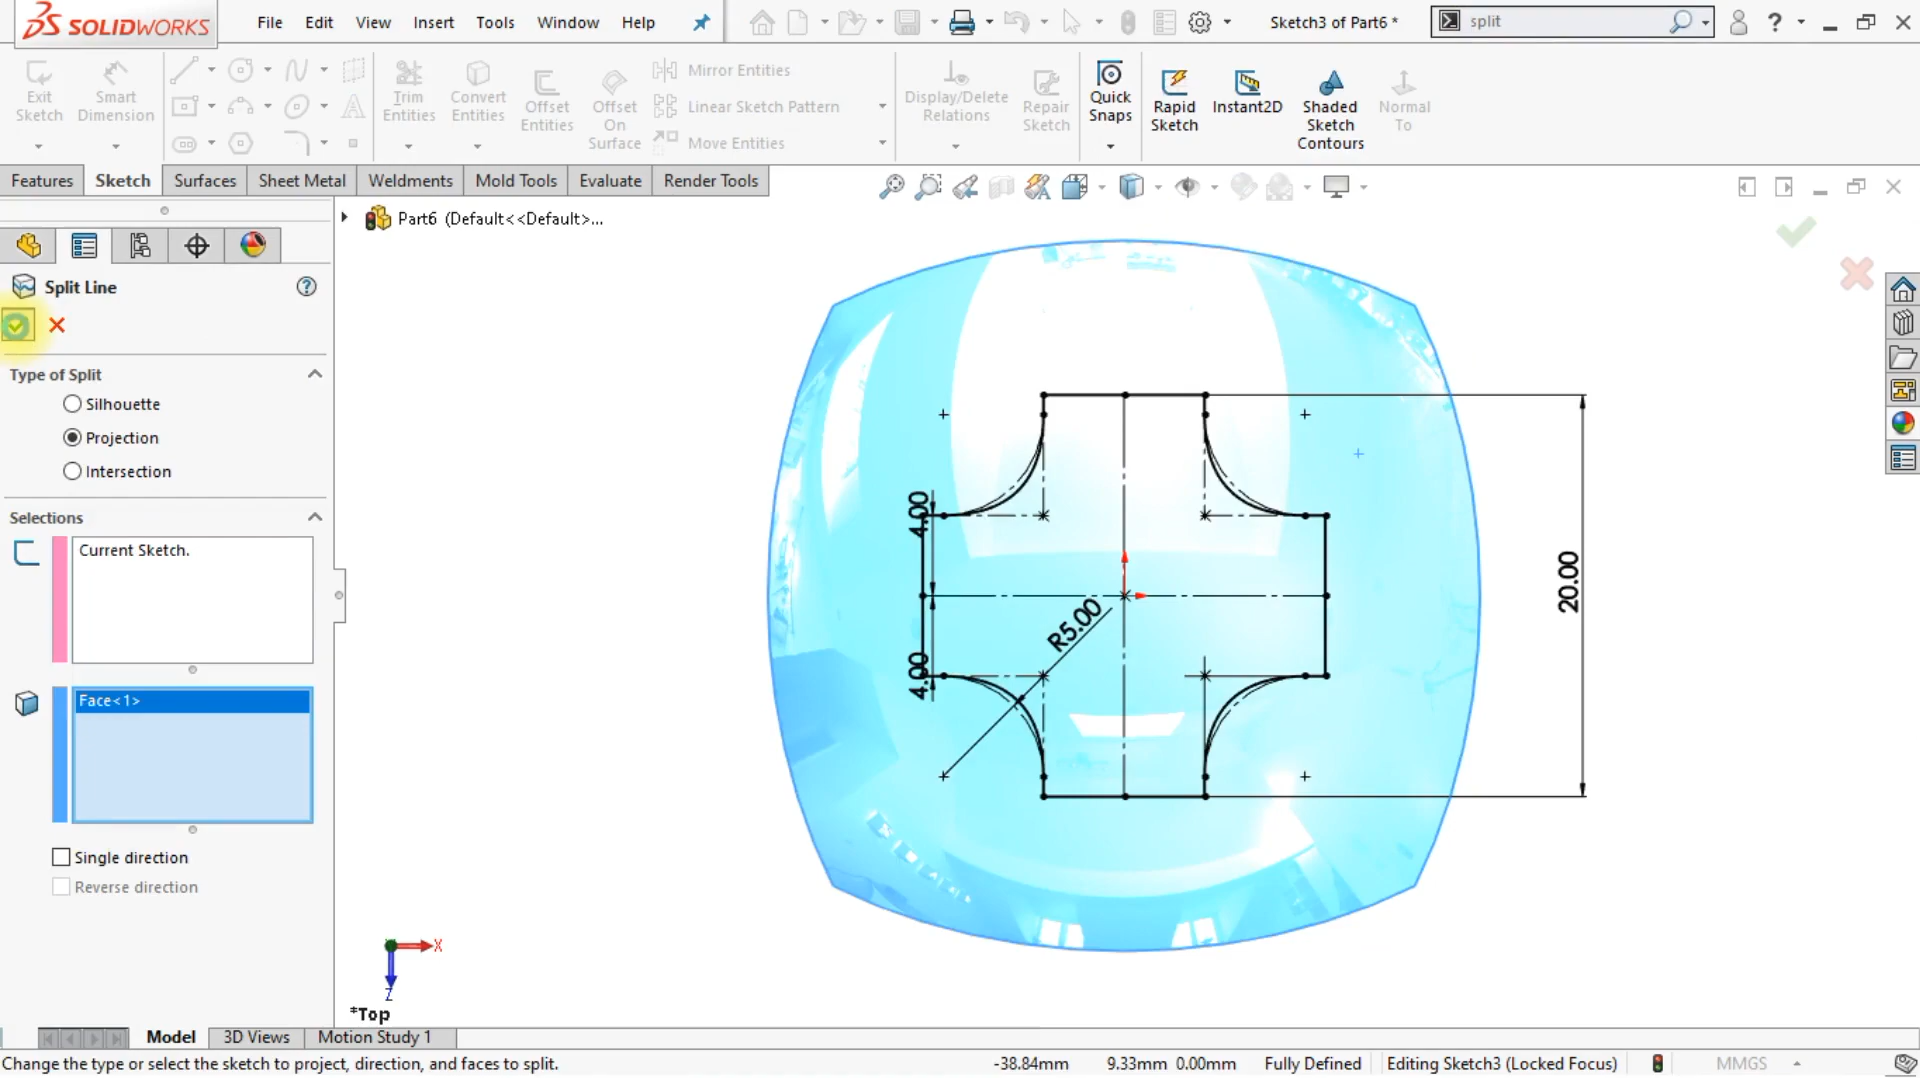 SOLIDWORKS
File Edit View Insert Tools Window Help
Sketch3 of Part6 *
split
?
Exit Sketch
Smart Dimension
Trim Entities
Convert Entities
Offset Entities
Offset On Surface
Mirror Entities
Linear Sketch Pattern
Move Entities
Display/Delete Relations
Repair Sketch
Quick Snaps
Rapid Sketch
Instant2D
Shaded Sketch Contours
Normal To
Features Sketch Surfaces Sheet Metal Weldments Mold Tools Evaluate Render Tools
Part6 (Default<<Default>...
Split Line
?
Type of Split
Silhouette
Projection
Intersection
Selections
Current Sketch.
Face<1>
Single direction
Reverse direction
4.00
4.00
R5.00
20.00
X
Z
*Top
Model 3D Views Motion Study 1
Change the type or select the sketch to project, direction, and faces to split.
-38.84mm 9.33mm 0.00mm Fully Defined Editing Sketch3 (Locked Focus) MMGS